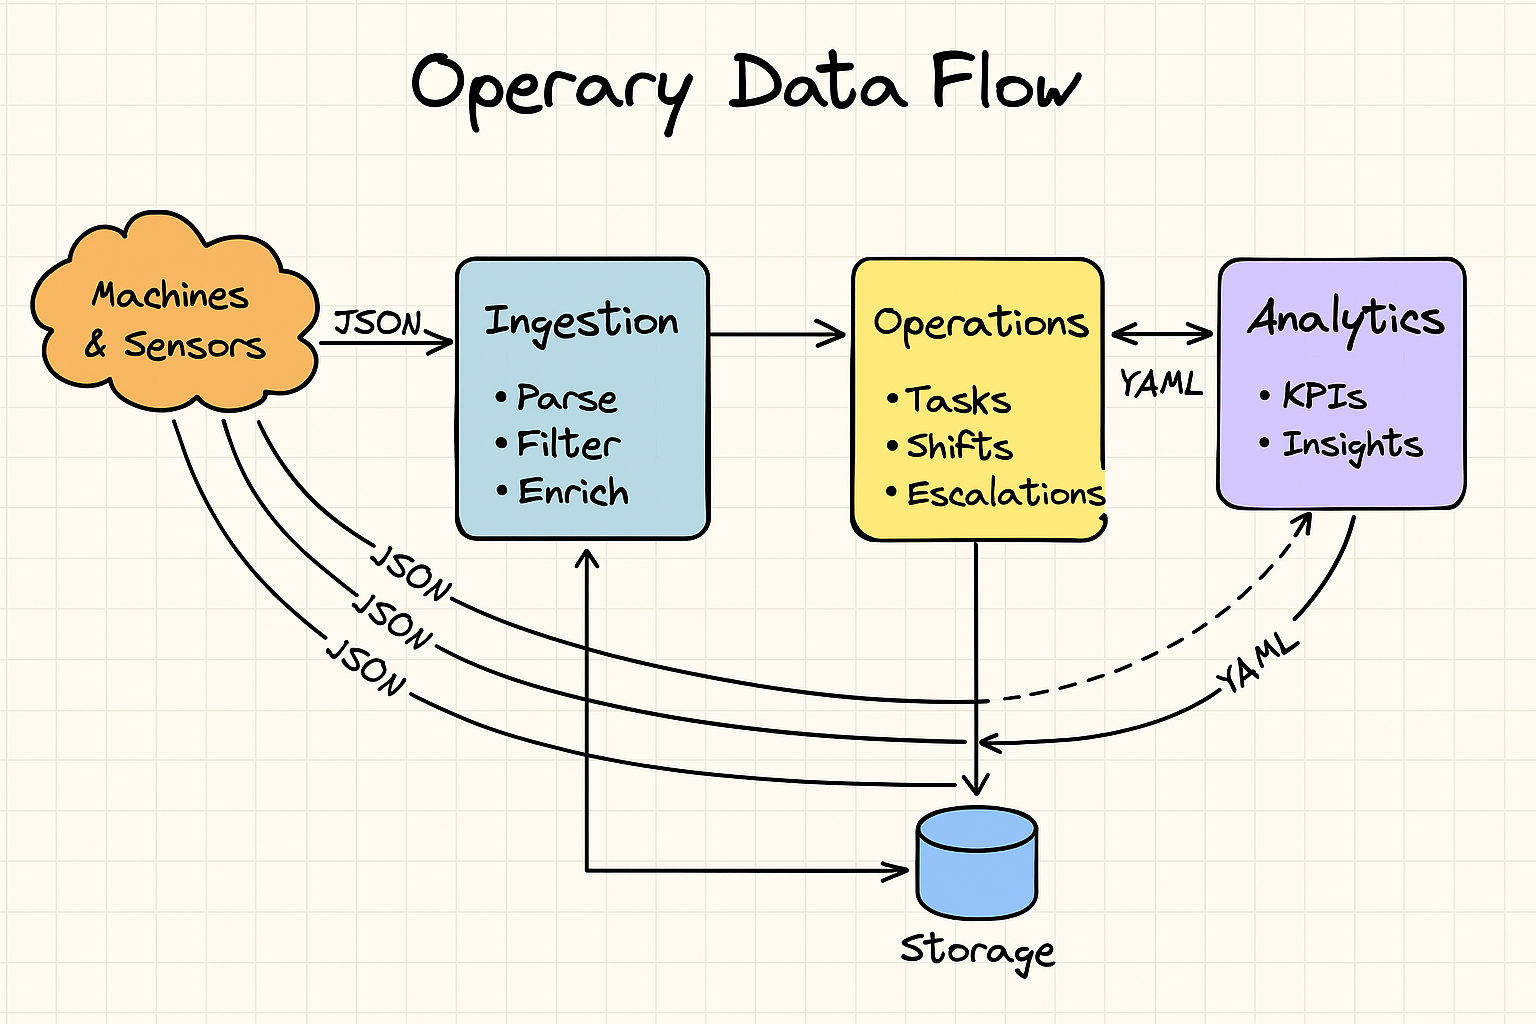 Operary Data Flow
Machines
& Sensors
JSON
Ingestion
• Parse
• Filter
• Enrich
Operations
• Tasks
• Shifts
• Escalations
YAML
Analytics
• KPIs
• Insights
JSON
JSON
JSON
YAML
Storage